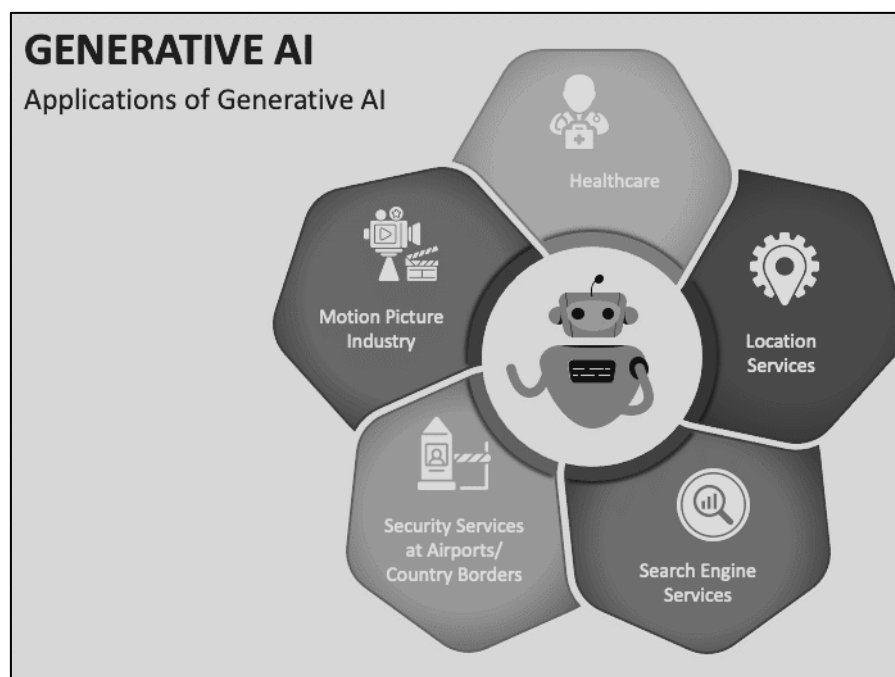 GENERATIVE AI
Applications of Generative AI
Healthcare
Motion Picture
Industry
Location
Services
Security Services
at Airports/
Country Borders
Search Engine
Services